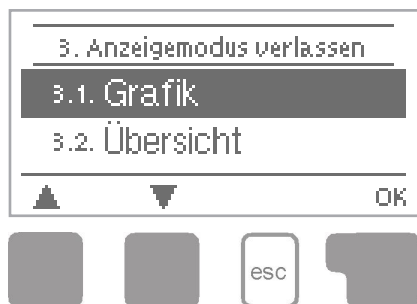 3. Anzeigemodus verlassen
3.1. Grafik
3.2. Übersicht
▲ ▼ OK
esc